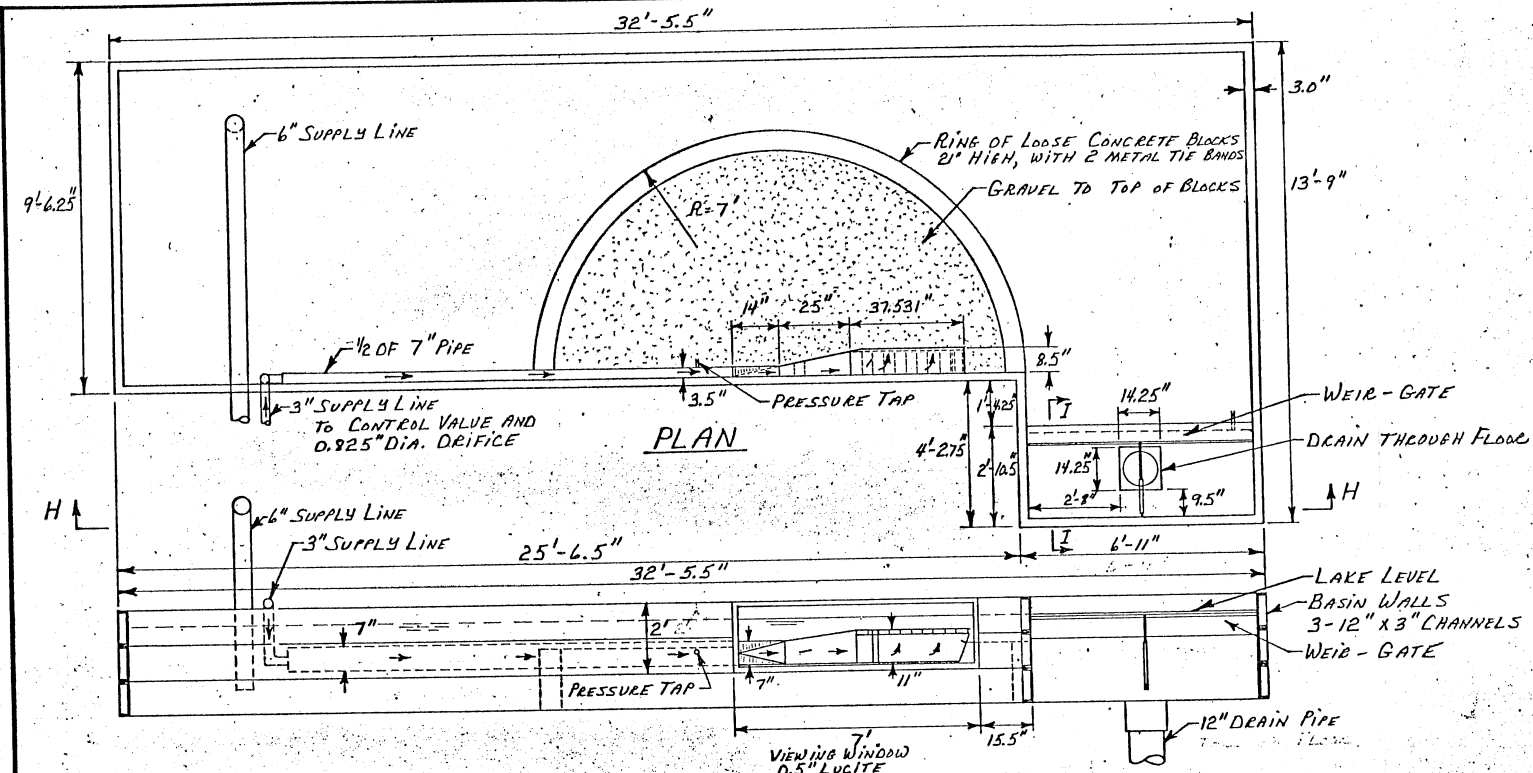 32'-5.5"
3.0"
6" SUPPLY LINE
RING OF LOOSE CONCRETE BLOCKS
21" HIGH, WITH 2 METAL TIE BANDS
GRAVEL TO TOP OF BLOCKS
9'-6.25"
13'-9"
R=7'
14"
25"
37.531"
1/2 OF 7" PIPE
8.5"
3.5"
PRESSURE TAP
3" SUPPLY LINE
TO CONTROL VALUE AND
0.825" DIA. ORIFICE
PLAN
1'-4.25"
I
14.25"
WEIR-GATE
DRAIN THROUGH FLOOR
4'-2.75"
2'-10.5"
14.25"
2'-8"
9.5"
H
H
6" SUPPLY LINE
3" SUPPLY LINE
25'-6.5"
I
6'-11"
32'-5.5"
LAKE LEVEL
BASIN WALLS
3-12" X 3" CHANNELS
WEIR-GATE
7"
2'
PRESSURE TAP
7"
11"
7'
15.5"
12" DRAIN PIPE
VIEWING WINDOW
0.5" LUCITE